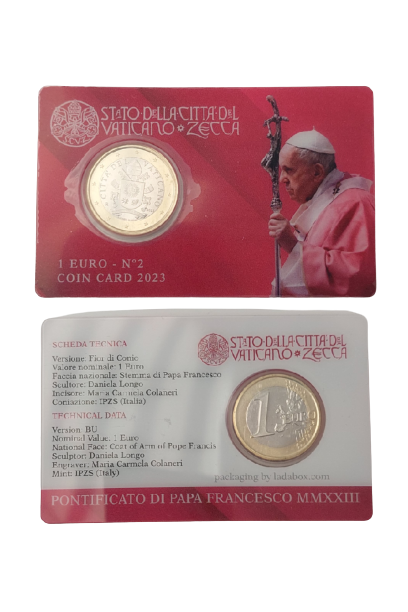 STATO DELLA CITTÀ DEL
VATICANO ZECCA
1 EURO - N°2
COIN CARD 2023
SCHEDA TECNICA
Versione: Fior di Conio
Valore nominale: 1 Euro
Faccia nazionale: Stemma di Papa Francesco
Scultore: Daniela Longo
Incisore: Maria Carmela Colaneri
Coniazione: IPZS (Italia)
TECHNICAL DATA
Version: BU
Nominal Value: 1 Euro
National Face: Coat of Arm of Pope Francis
Sculptor: Daniela Longo
Engraver: Maria Carmela Colaneri
Mint: IPZS (Italy)
STATO DELLA CITTÀ DEL
VATICANO ZECCA
1 EURO
packaging by ladabox.com
PONTIFICATO DI PAPA FRANCESCO MMXXIII